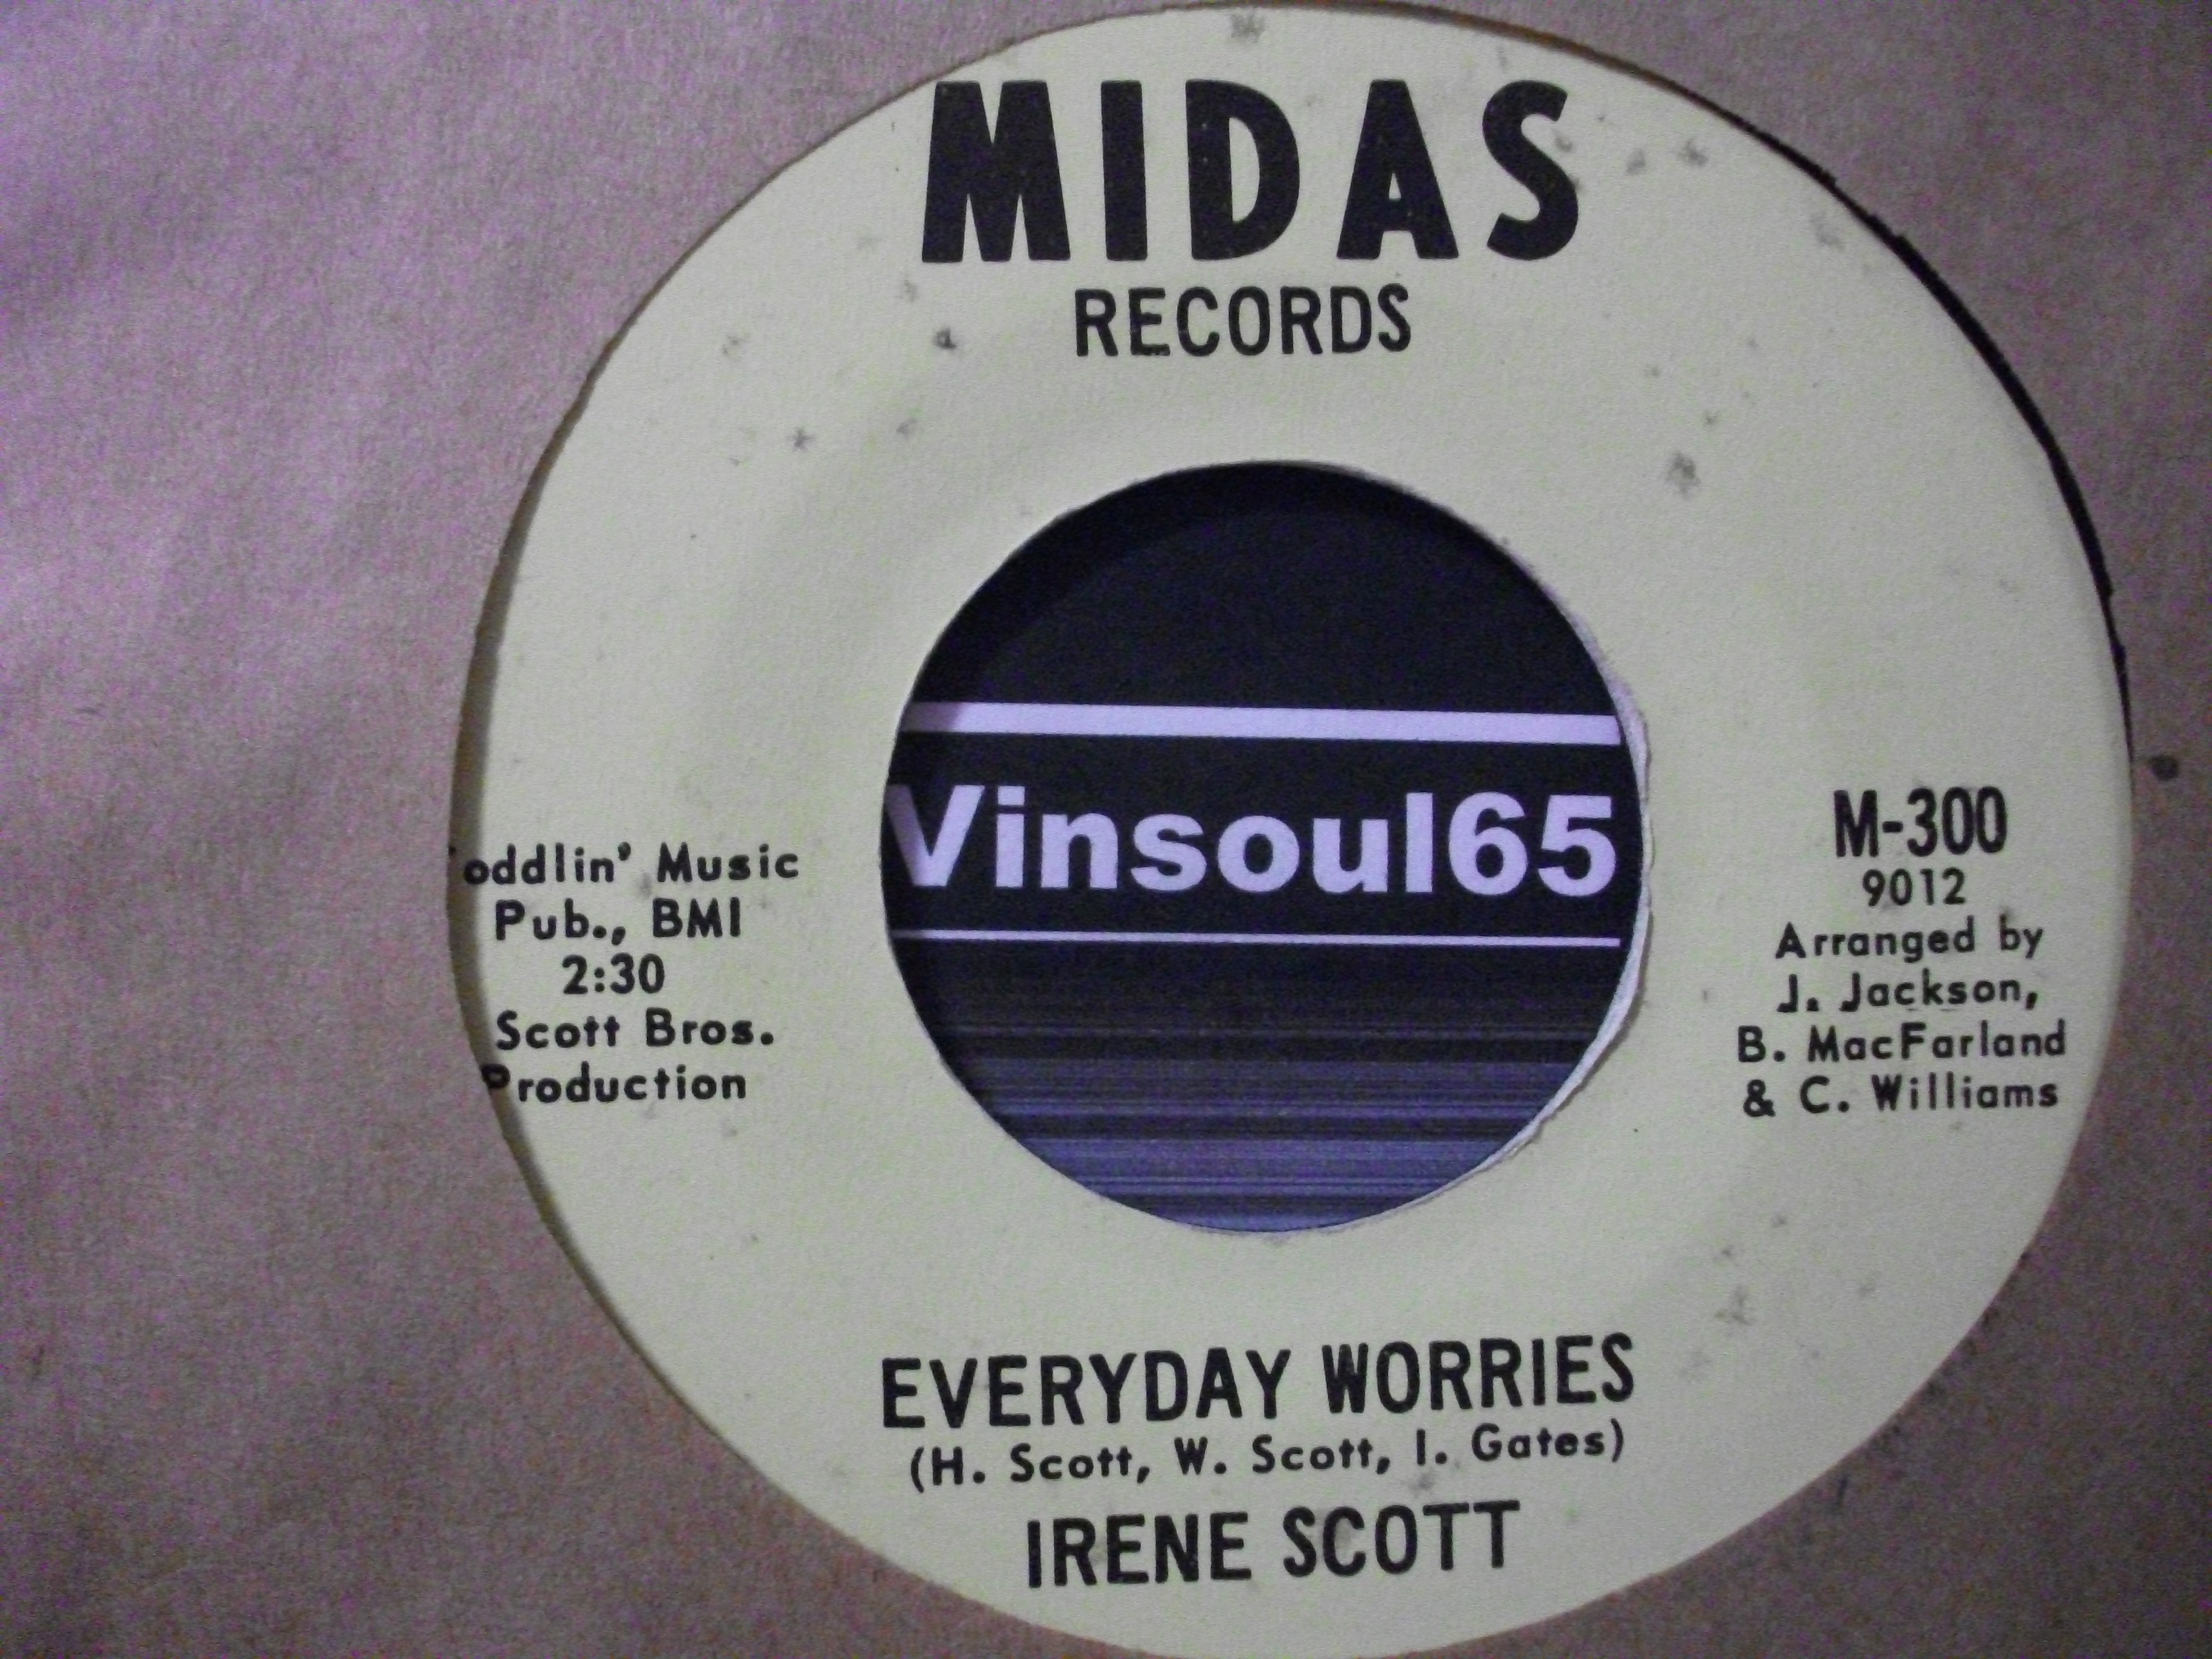 MIDAS
RECORDS
oddlin' Music
Pub., BMI
2:30
Scott Bros.
Production
Vinsoul65
M-300
9012
Arranged by
J. Jackson,
B. MacFarland
& C. Williams
EVERYDAY WORRIES
(H. Scott, W. Scott, I. Gates)
IRENE SCOTT